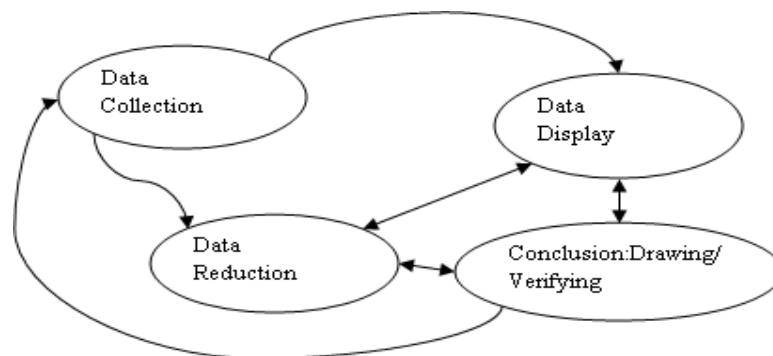 Data
Collection
Data
Display
Data
Reduction
Conclusion:Drawing/
Verifying